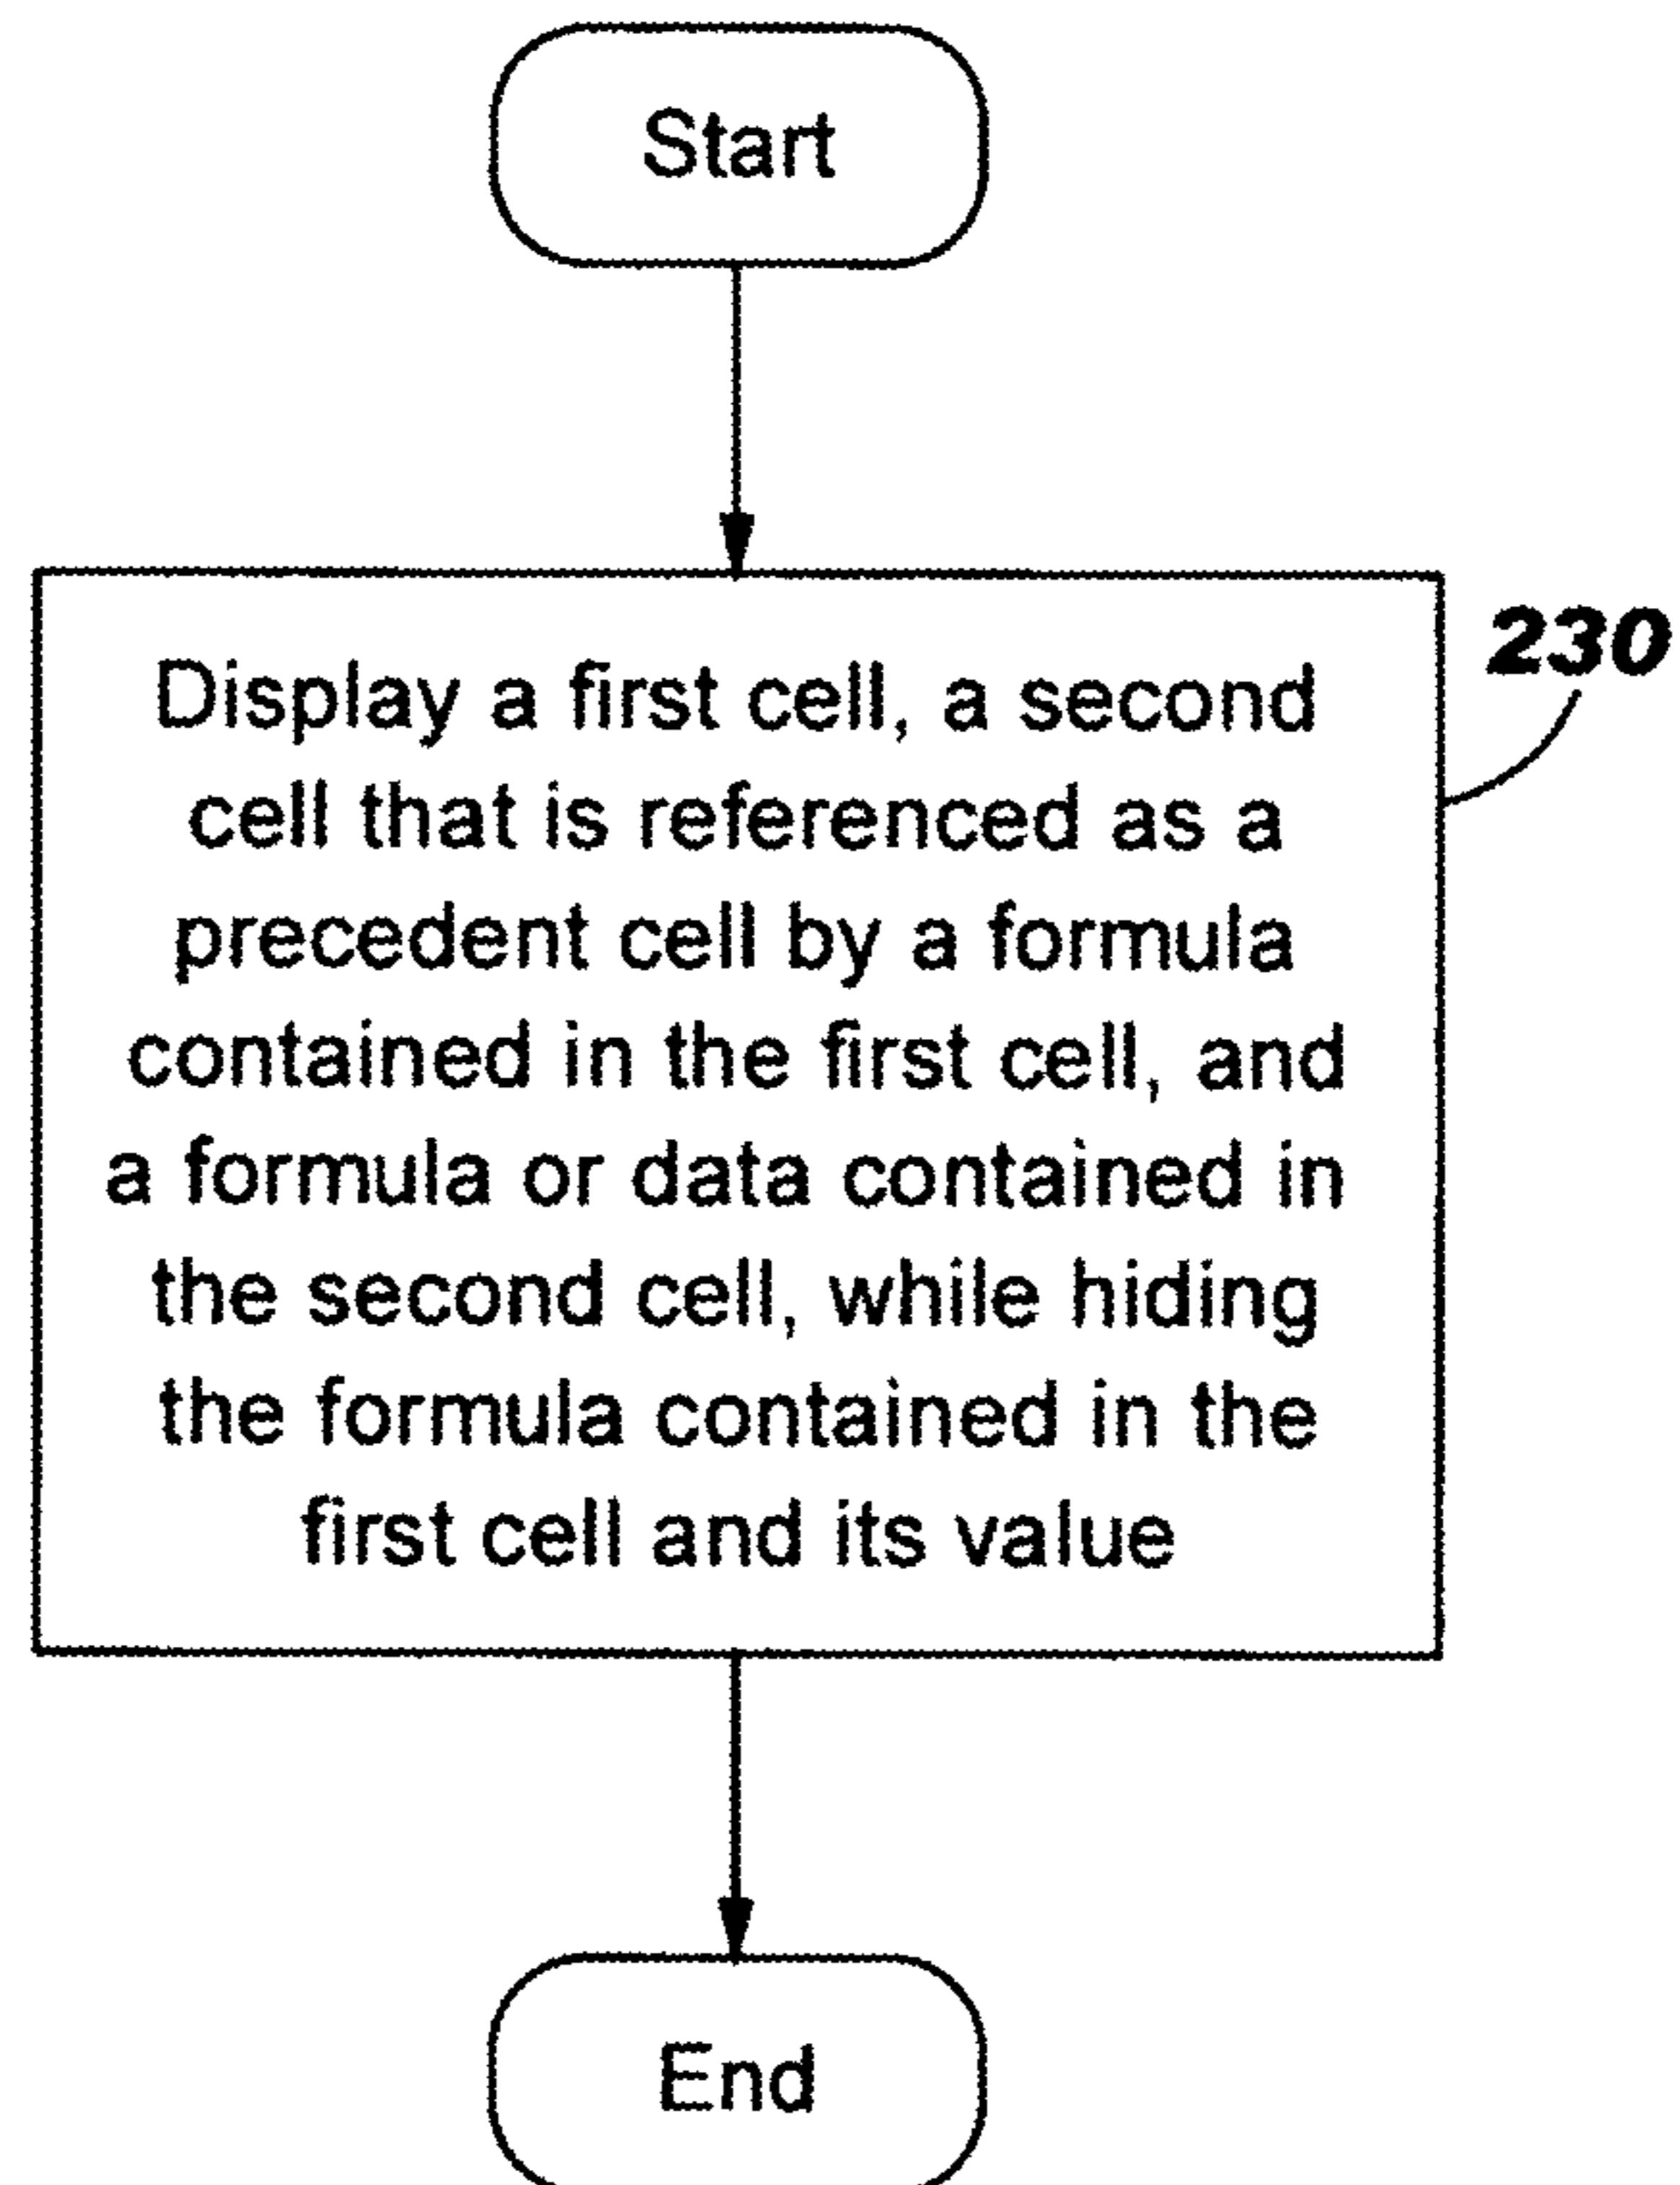 Start
230
Display a first cell, a second
cell that is referenced as a
precedent cell by a formula
contained in the first cell, and
a formula or data contained in
the second cell, while hiding
the formula contained in the
first cell and its value
End